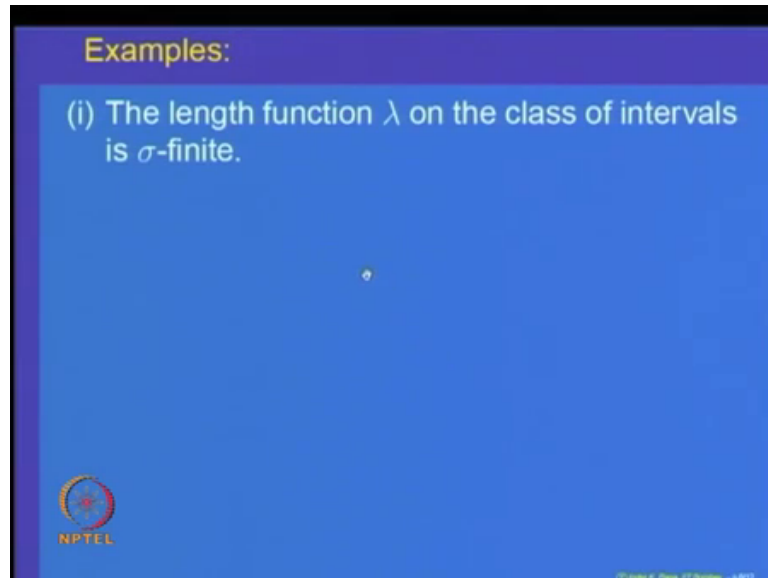 Examples:
(i) The length function λ on the class of intervals
is σ-finite.
NPTEL